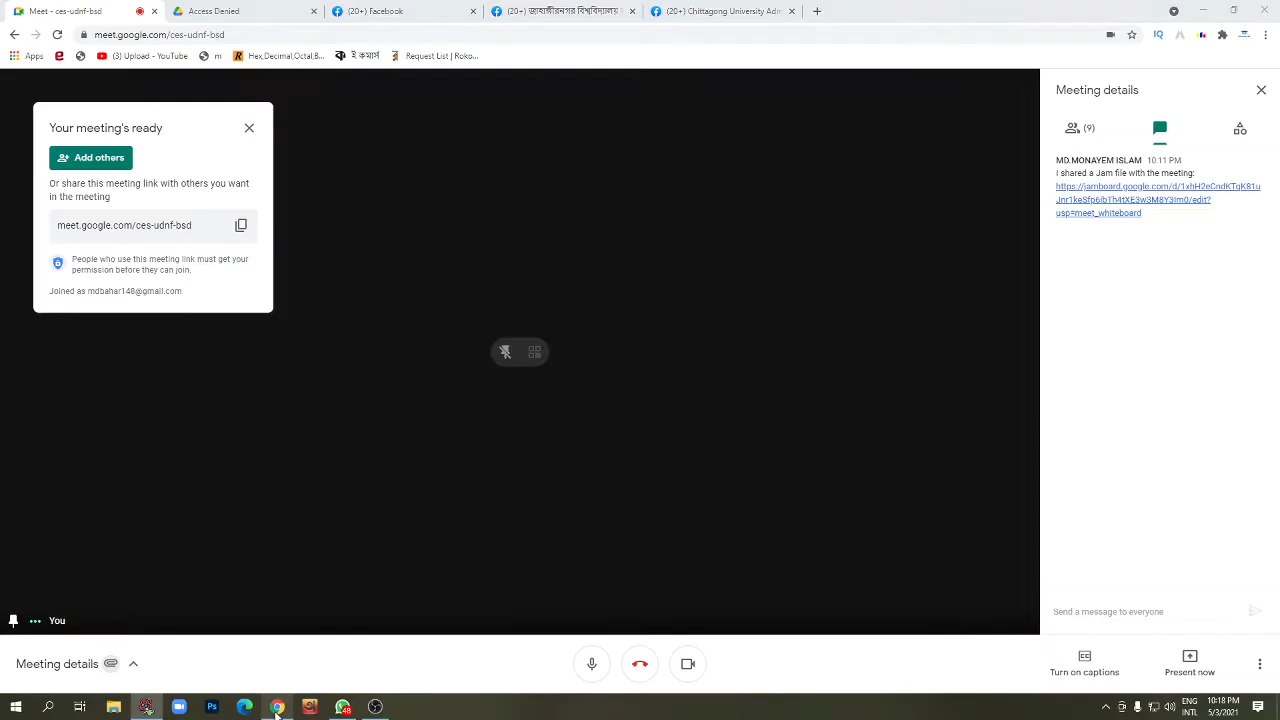 Meet - ces-udnf-bsd
Access Denied
(20+) Facebook
(20+) জাহাঙ্গীরনগর বিশ্ববিদ্যালয়
(20+) Chittagong University Adm
meet.google.com/ces-udnf-bsd
Apps
(3) Upload - YouTube
m
Hex,Decimal,Octal,B...
ই কমার্স
Request List | Roko...
Your meeting's ready
Add others
Or share this meeting link with others you want
in the meeting
meet.google.com/ces-udnf-bsd
People who use this meeting link must get your
permission before they can join.
Joined as mdbahar148@gmail.com
Meeting details
(9)
MD.MONAYEM ISLAM 10:11 PM
I shared a Jam file with the meeting:
https://jamboard.google.com/d/1xhH2eCndKTqK81u
Jnr1keSfp6ibTh4tXE3w3M8Y3Im0/edit?
usp=meet_whiteboard
You
Send a message to everyone
Meeting details
Turn on captions
Present now
48
ENG
INTL
10:18 PM
5/3/2021